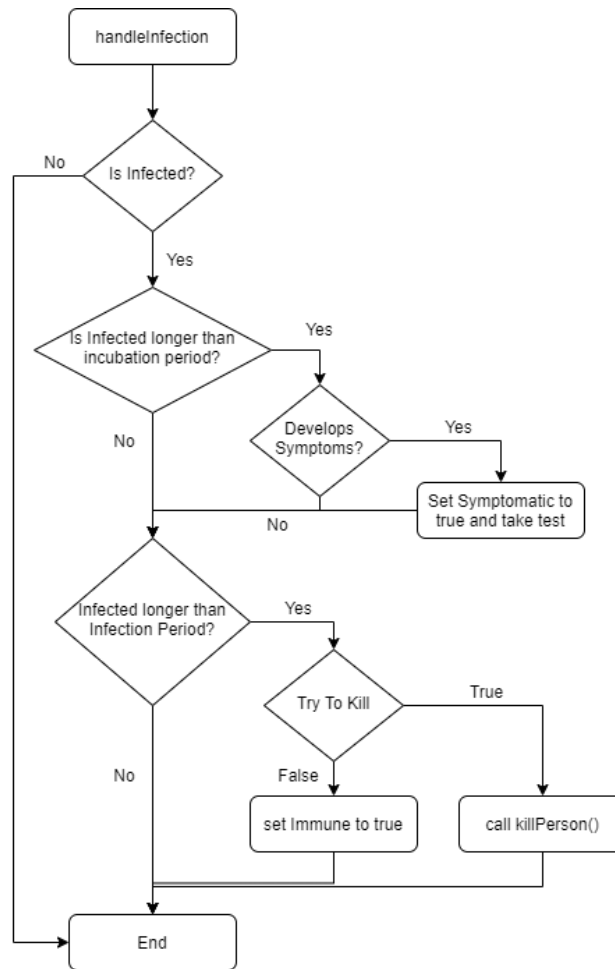 handleInfection
No
Is Infected?
Yes
Is Infected longer than
incubation period?
Yes
No
Develops
Symptoms?
Yes
Set Symptomatic to
true and take test
No
Infected longer than
Infection Period?
Yes
No
Try To Kill
True
False
set Immune to true
call killPerson()
End